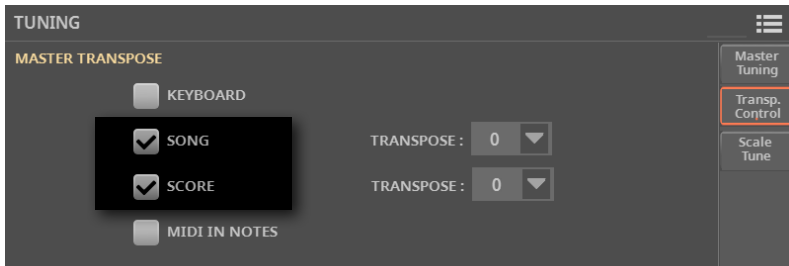 TUNING
MASTER TRANSPOSE
KEYBOARD
SONG TRANSPOSE : 0
SCORE TRANSPOSE : 0
MIDI IN NOTES
Master
Tuning
Transp.
Control
Scale
Tune